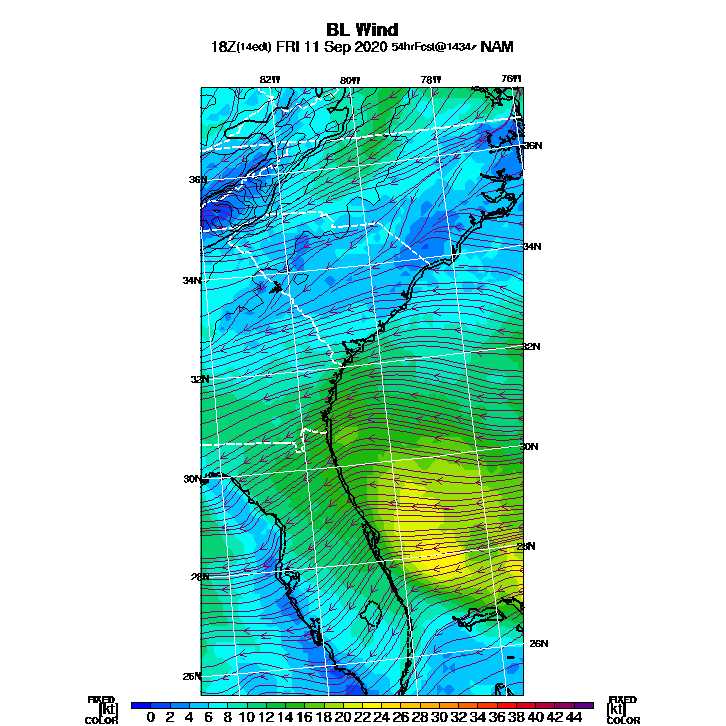 BL Wind
18Z(14edt) FRI 11 Sep 2020 54hrFcst@1434z NAM
82W 80W 78W 76W
36N
36N
34N
34N
32N
32N
30N
30N
28N
28N
26N
26N
FIXED FIXED
[kt] 0 2 4 6 8 10 12 14 16 18 20 22 24 26 28 30 32 34 36 38 40 42 44 [kt]
COLOR COLOR